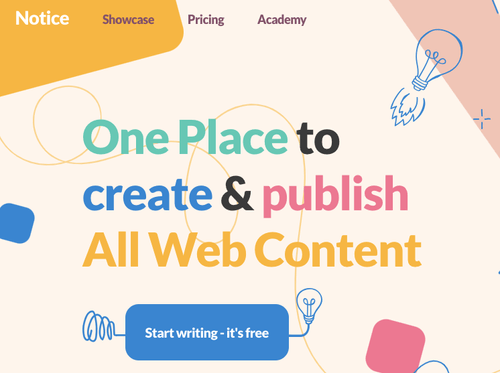 Notice Showcase Pricing Academy
One Place to
create & publish
All Web Content
Start writing - it's free